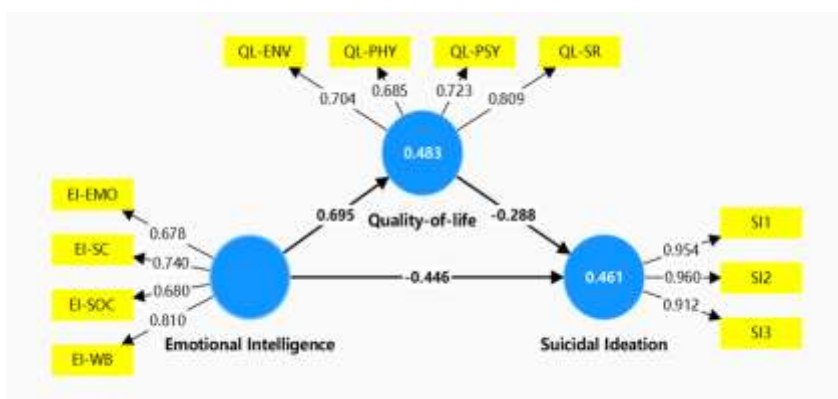 QL-ENV QL-PHY QL-PSY QL-SR
0.704 0.685 0.723 0.809
0.483
EI-EMO
0.695 Quality-of-life -0.288
0.678
SI1
EI-SC
0.740
0.954
-0.446
0.461
0.960
SI2
EI-SOC
0.680
0.912
0.810
SI3
Emotional Intelligence
Suicidal Ideation
EI-WB